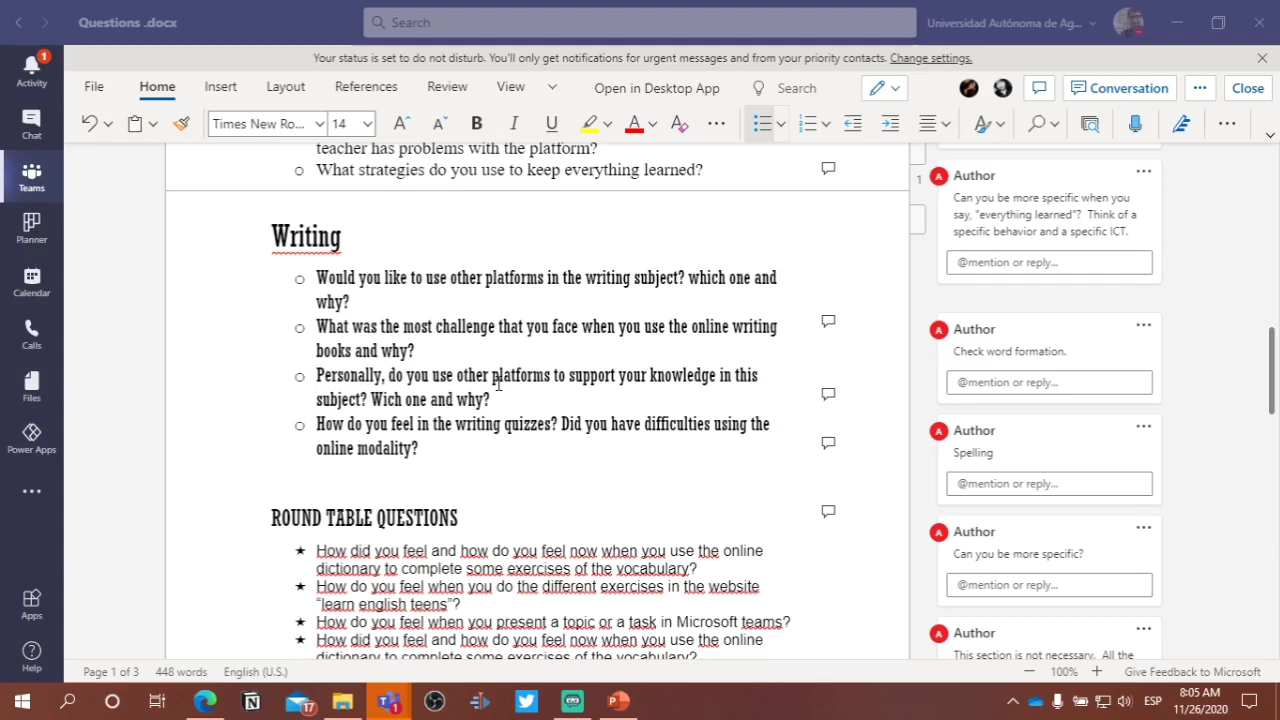 Questions .docx
Search
Universidad Autónoma de Ag...
Your status is set to do not disturb. You'll only get notifications for urgent messages and from your priority contacts. Change settings.
1
Activity
Chat
Teams
Planner
Calendar
Calls
Files
Power Apps
Apps
Help
File
Home
Insert
Layout
References
Review
View
Open in Desktop App
Search
Conversation
Close
Times New Ro...
14
B
I
U
teacher has problems with the platform?
What strategies do you use to keep everything learned?
Writing
Would you like to use other platforms in the writing subject? which one and
why?
What was the most challenge that you face when you use the online writing
books and why?
Personally, do you use other platforms to support your knowledge in this
subject? Wich one and why?
How do you feel in the writing quizzes? Did you have difficulties using the
online modality?
ROUND TABLE QUESTIONS
How did you feel and how do you feel now when you use the online
dictionary to complete some exercises of the vocabulary?
How do you feel when you do the different exercises in the website
"learn english teens"?
How do you feel when you present a topic or a task in Microsoft teams?
How did you feel and how do you feel now when you use the online
dictionary to complete some exercises of the vocabulary?
1
A Author
Can you be more specific when you
say, "everything learned"? Think of a
specific behavior and a specific ICT.
@mention or reply...
A Author
Check word formation.
@mention or reply...
A Author
Spelling
@mention or reply...
A Author
Can you be more specific?
@mention or reply...
A Author
This section is not necessary. All the
Page 1 of 3
448 words
English (U.S.)
100%
Give Feedback to Microsoft
17
1
ESP
8:05 AM
11/26/2020